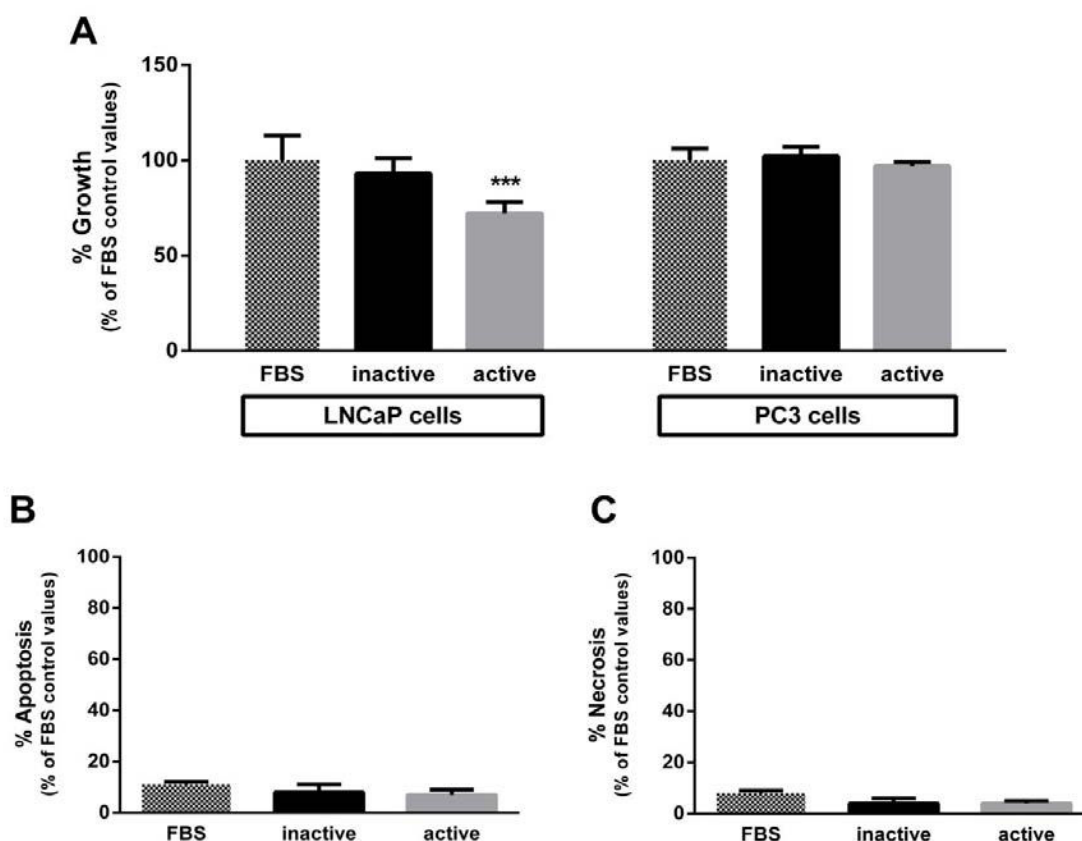 A
% Growth
(% of FBS control values)
150
100
50
0
***
FBS inactive active FBS inactive active
LNCaP cells PC3 cells
B
% Apoptosis
(% of FBS control values)
100
80
60
40
20
0
FBS inactive active
C
% Necrosis
(% of FBS control values)
100
80
60
40
20
0
FBS inactive active